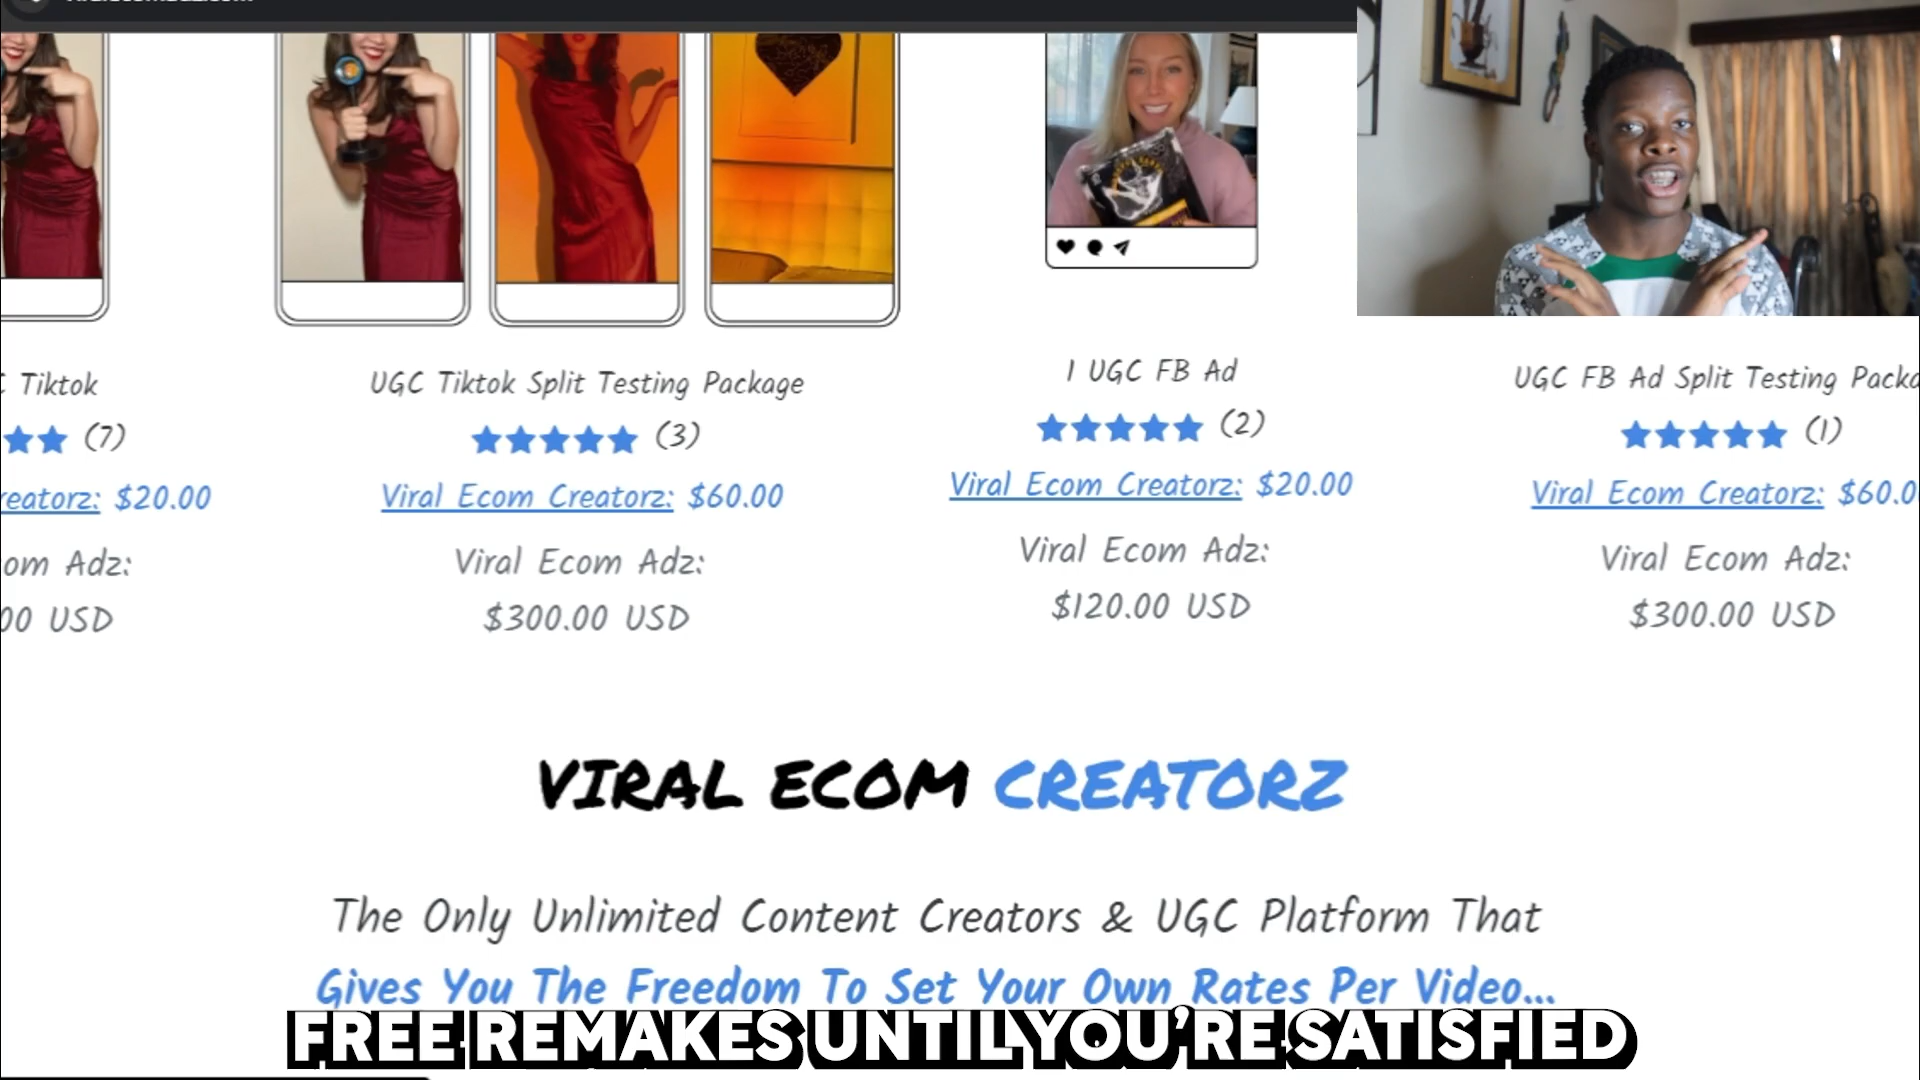 C Tiktok
(7)
reatorz: $20.00
om Adz:
00 USD
UGC Tiktok Split Testing Package
(3)
Viral Ecom Creatorz: $60.00
Viral Ecom Adz:
$300.00 USD
1 UGC FB Ad
(2)
Viral Ecom Creatorz: $20.00
Viral Ecom Adz:
$120.00 USD
UGC FB Ad Split Testing Packa
(1)
Viral Ecom Creatorz: $60.0
Viral Ecom Adz:
$300.00 USD
VIRAL ECOM CREATORZ
The Only Unlimited Content Creators & UGC Platform That
Gives You The Freedom To Set Your Own Rates Per Video...
FREE REMAKES UNTIL YOU'RE SATISFIED